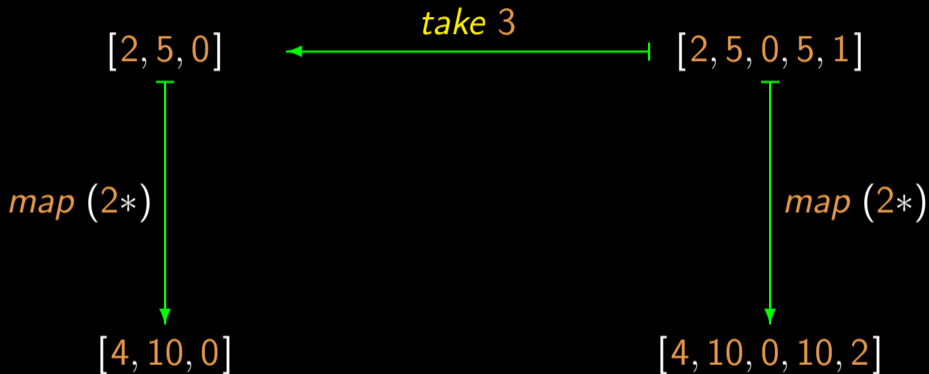 take 3
[2, 5, 0]
[2, 5, 0, 5, 1]
map (2*)
map (2*)
[4, 10, 0]
[4, 10, 0, 10, 2]